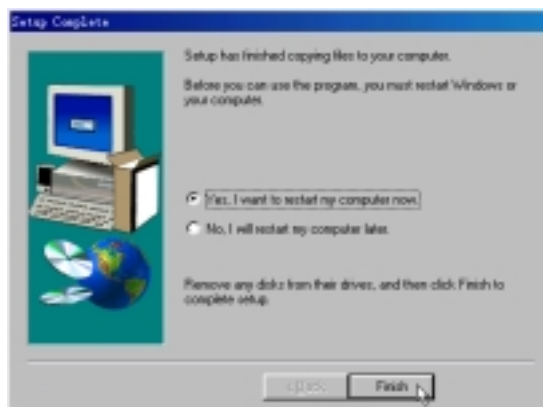 Setup Complete
Setup has finished copying files to your computer.
Before you can use the program, you must restart Windows or
your computer.
Yes, I want to restart my computer now.
No, I will restart my computer later.
Remove any disks from their drives, and then click Finish to
complete setup.
< Back
Finish